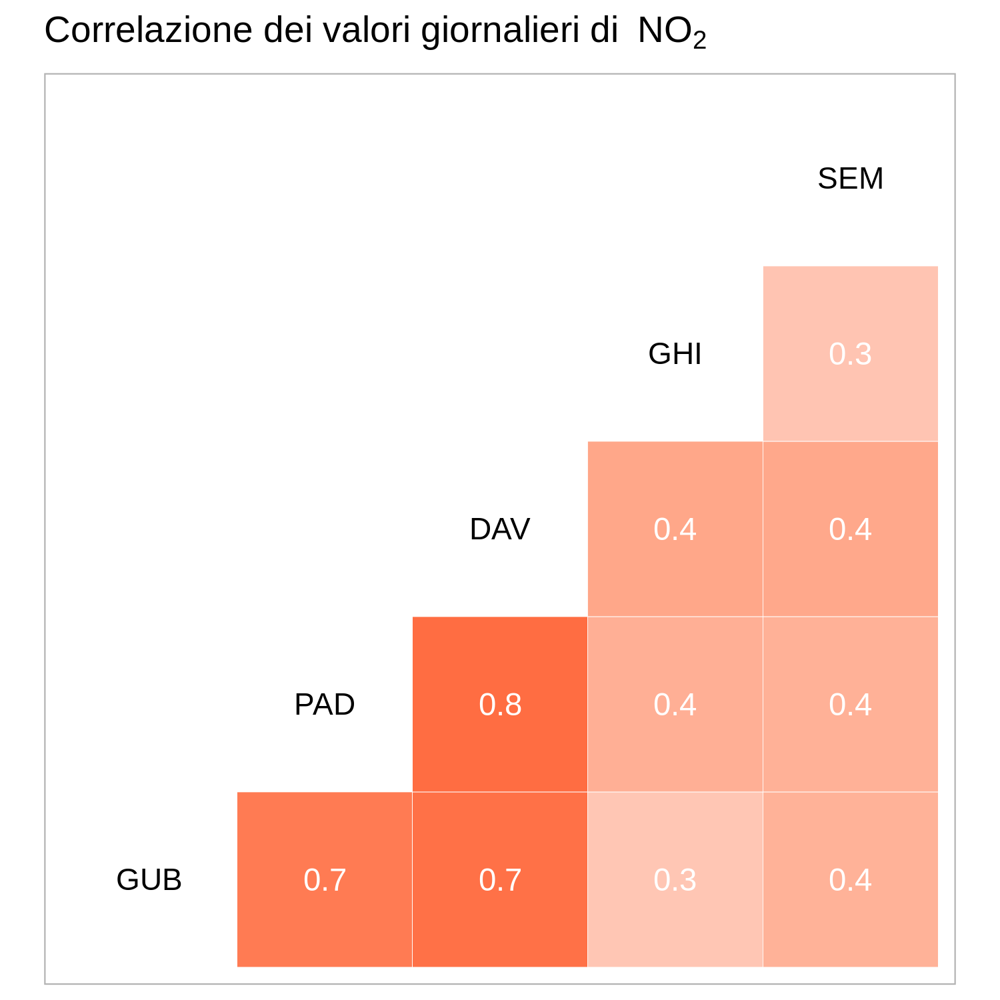 Correlazione dei valori giornalieri di NO₂
SEM
GHI 0.3
DAV 0.4 0.4
PAD 0.8 0.4 0.4
GUB 0.7 0.7 0.3 0.4